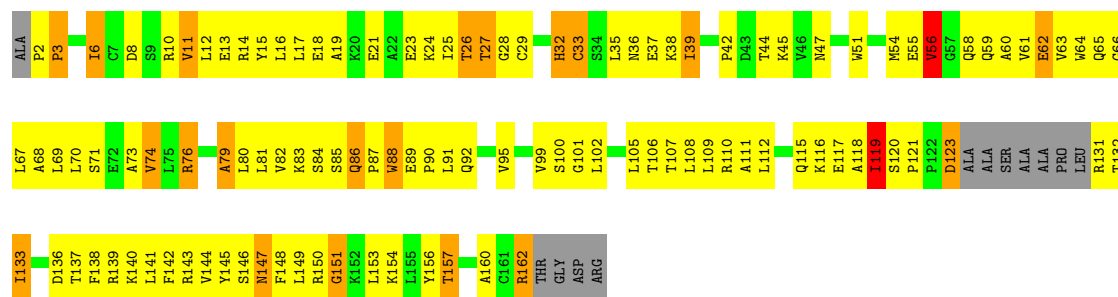 ALA P2 P3 I6 C7 D8 S9 R10 V11 L12 E13 R14 Y15 L16 L17 E18 A19 K20 E21 A22 E23 K24 I25 T26 T27 G28 C29 H32 C33 S34 L35 N36 E37 K38 I39 P42 D43 T44 K45 V46 N47 W51 M54 E55 V56 G57 Q58 Q59 A60 V61 E62 V63 W64 Q65 G66
L67 A68 L69 L70 S71 E72 A73 V74 L75 R76 A79 L80 L81 V82 K83 S84 S85 Q86 P87 W88 E89 P90 L91 Q92 V95 V99 S100 G101 L102 L105 T106 T107 L108 L109 R110 A111 L112 Q115 K116 E117 A118 I119 S120 P121 P122 D123 ALA ALA SER ALA ALA PRO LEU R131 T132
I133 D136 T137 F138 R139 K140 L141 F142 R143 V144 Y145 S146 N147 F148 L149 R150 G151 K152 L153 K154 L155 Y156 T157 A160 C161 R162 THR GLY ASP ARG